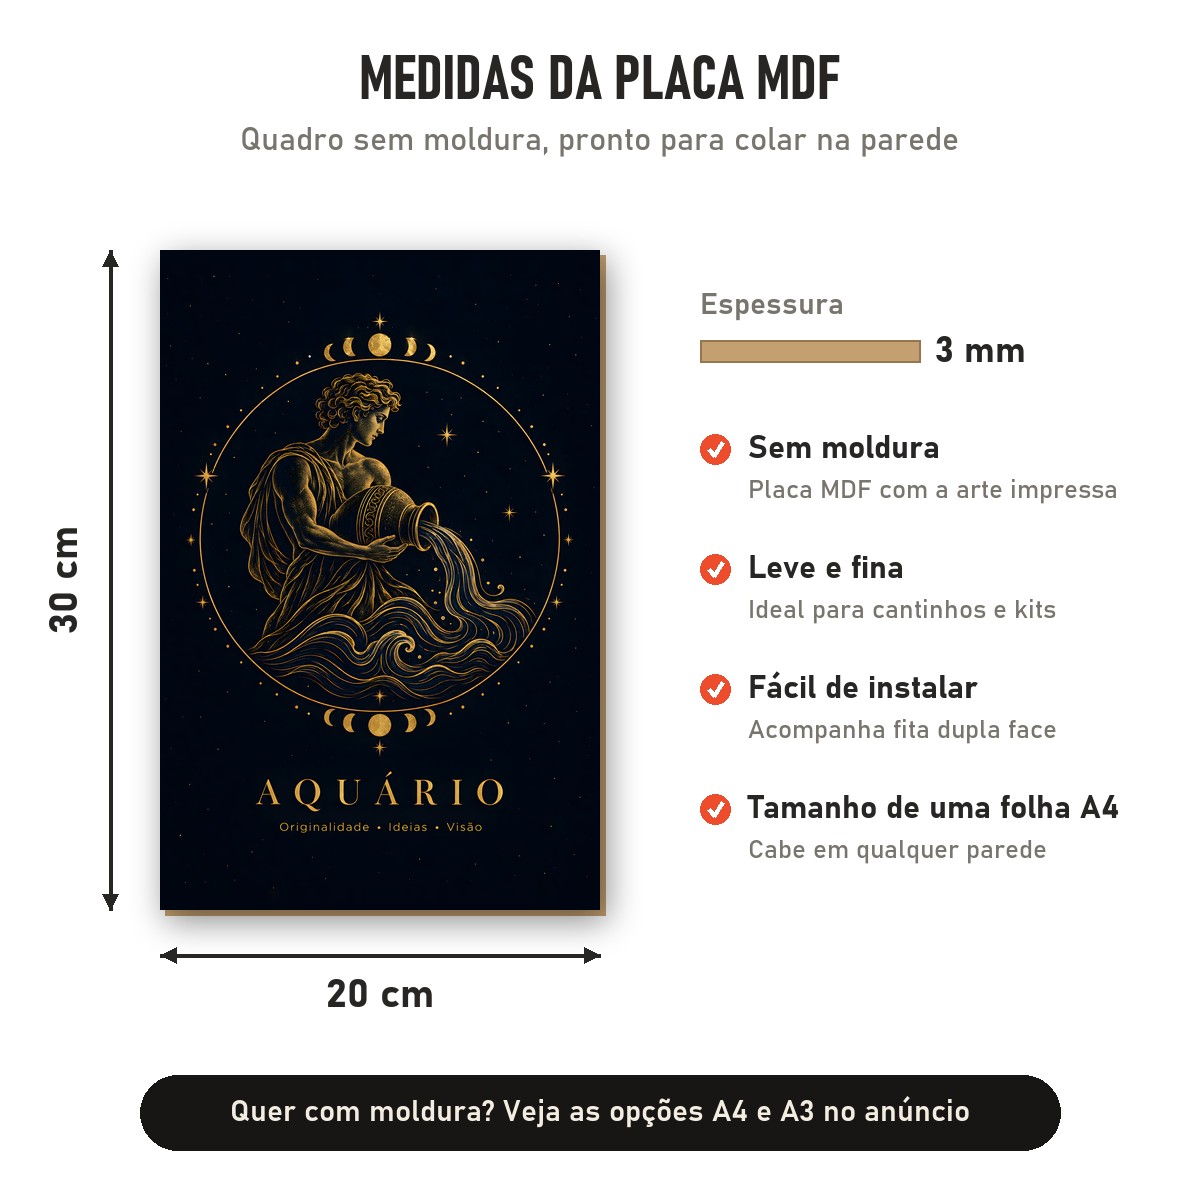 MEDIDAS DA PLACA MDF
Quadro sem moldura, pronto para colar na parede
30 cm
AQUÁRIO
Originalidade • Ideias • Visão
20 cm
Espessura
3 mm
Sem moldura
Placa MDF com a arte impressa
Leve e fina
Ideal para cantinhos e kits
Fácil de instalar
Acompanha fita dupla face
Tamanho de uma folha A4
Cabe em qualquer parede
Quer com moldura? Veja as opções A4 e A3 no anúncio